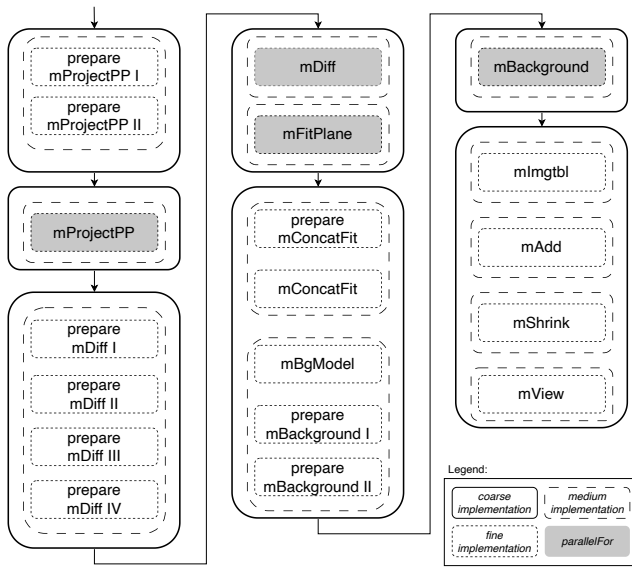 prepare
mProjectPP I
prepare
mProjectPP II
mProjectPP
prepare
mDiff I
prepare
mDiff II
prepare
mDiff III
prepare
mDiff IV
mDiff
mFitPlane
prepare
mConcatFit
mConcatFit
mBgModel
prepare
mBackground I
prepare
mBackground II
mBackground
mImgtbl
mAdd
mShrink
mView
Legend:
coarse
implementation
medium
implementation
fine
implementation
parallelFor